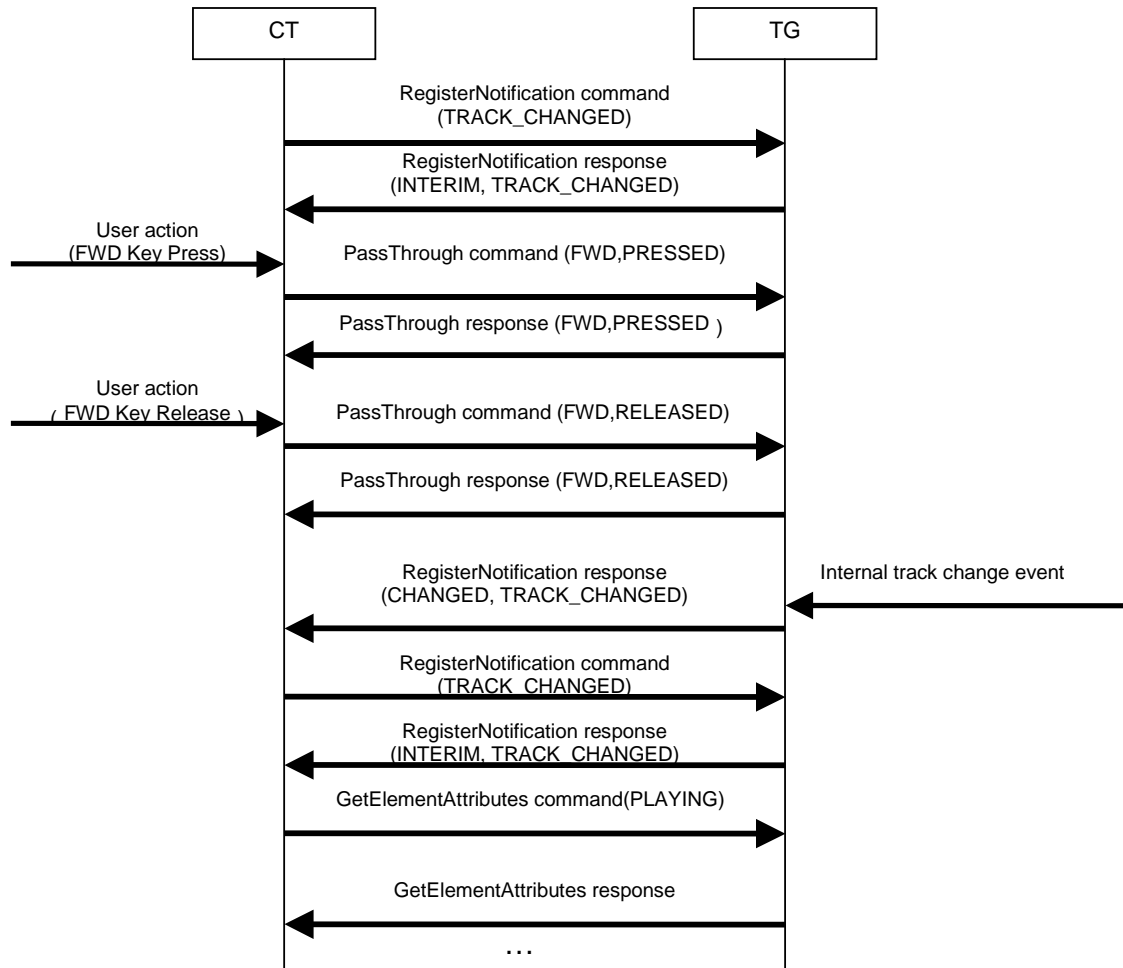 CT
TG
RegisterNotification command
(TRACK_CHANGED)
RegisterNotification response
(INTERIM, TRACK_CHANGED)
User action
(FWD Key Press)
PassThrough command (FWD,PRESSED)
PassThrough response (FWD,PRESSED )
User action
( FWD Key Release )
PassThrough command (FWD,RELEASED)
PassThrough response (FWD,RELEASED)
RegisterNotification response
(CHANGED, TRACK_CHANGED)
Internal track change event
RegisterNotification command
(TRACK_CHANGED)
RegisterNotification response
(INTERIM, TRACK_CHANGED)
GetElementAttributes command(PLAYING)
GetElementAttributes response
...